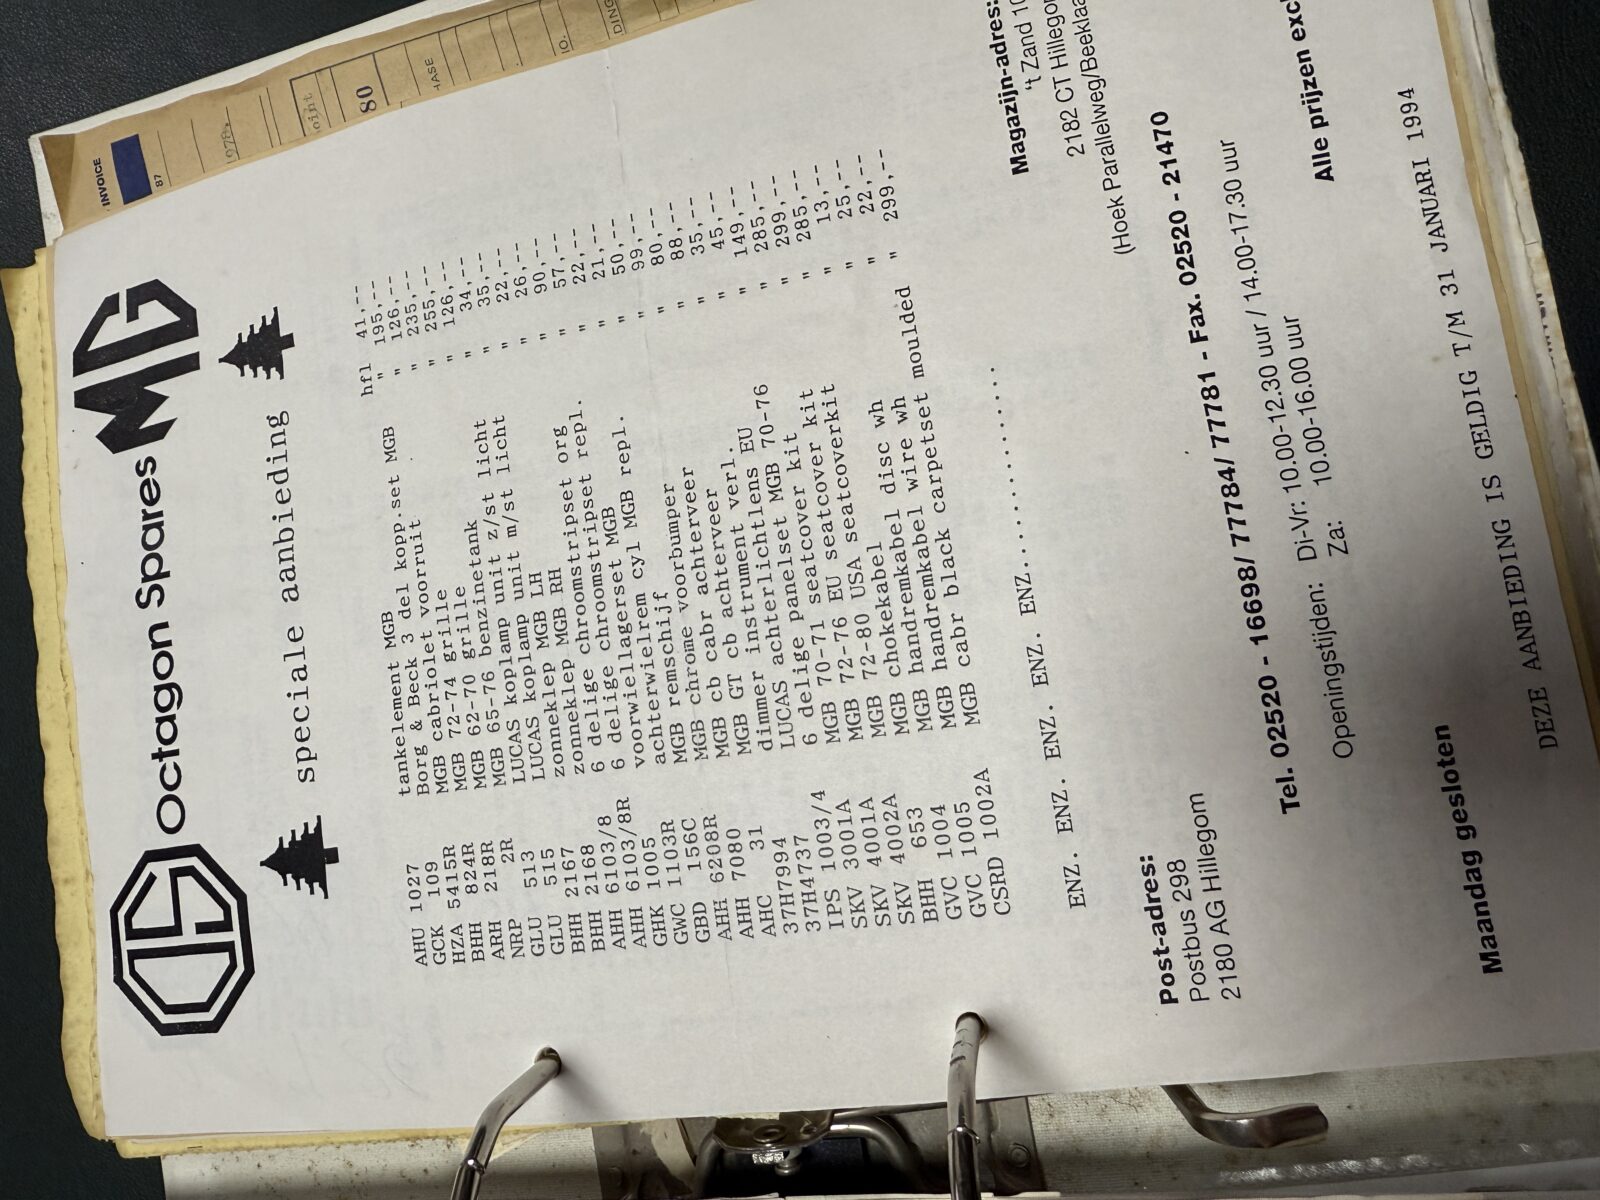 INVOICE
87
1978.
oint
80
HASE
IO.
DING
Octagon Spares MG
speciale aanbieding
AHU 1027 tankelement MGB hfl 41,--
GCK 109 Borg & Beck 3 del kopp.set MGB " 195,--
HZA 5415R MGB cabriolet voorruit " 126,--
BHH 824R MGB 72-74 grille " 235,--
ARH 218R MGB 62-70 grille " 255,--
NRP 2R MGB 65-76 benzinetank " 126,--
GLU 513 LUCAS koplamp unit z/st licht " 34,--
GLU 515 LUCAS koplamp unit m/st licht " 35,--
BHH 2167 zonneklep MGB LH " 22,--
BHH 2168 zonneklep MGB RH " 26,--
AHH 6103/8 6 delige chroomstripset org " 90,--
AHH 6103/8R 6 delige chroomstripset repl. " 57,--
GHK 1005 voorwiellagerset MGB " 22,--
GWC 1103R achterwielrem cyl MGB repl. " 21,--
GBD 156C MGB remschijf " 50,--
AHH 6208R MGB chrome voorbumper " 99,--
AHH 7080 MGB cb cabr achterveer " 80,--
AHC 31 MGB GT cb achterveer " 88,--
37H7994 dimmer instrument verl. " 35,--
37H4737 LUCAS achterlichtlens EU " 45,--
IPS 1003/4 6 delige panelset MGB 70-76 " 149,--
SKV 3001A MGB 70-71 seatcover kit " 285,--
SKV 4001A MGB 72-76 EU seatcover kit " 299,--
SKV 4002A MGB 72-80 USA seatcoverkit " 285,--
BHH 653 MGB chokekabel " 13,--
GVC 1004 MGB handremkabel disc wh " 25,--
GVC 1005 MGB handremkabel wire wh " 22,--
CSRD 1002A MGB cabr black carpetset moulded " 299,--
ENZ. ENZ. ENZ. ENZ. ENZ. ENZ...............
Post-adres:
Postbus 298
2180 AG Hillegom
Magazijn-adres:
't Zand 10
2182 CT Hillegom
(Hoek Parallelweg/Beeklaa
Tel. 02520 - 16698/ 77784/ 77781 - Fax. 02520 - 21470
Openingstijden: Di-Vr: 10.00-12.30 uur / 14.00-17.30 uur
Za: 10.00-16.00 uur
Maandag gesloten
Alle prijzen excl
DEZE AANBIEDING IS GELDIG T/M 31 JANUARI 1994